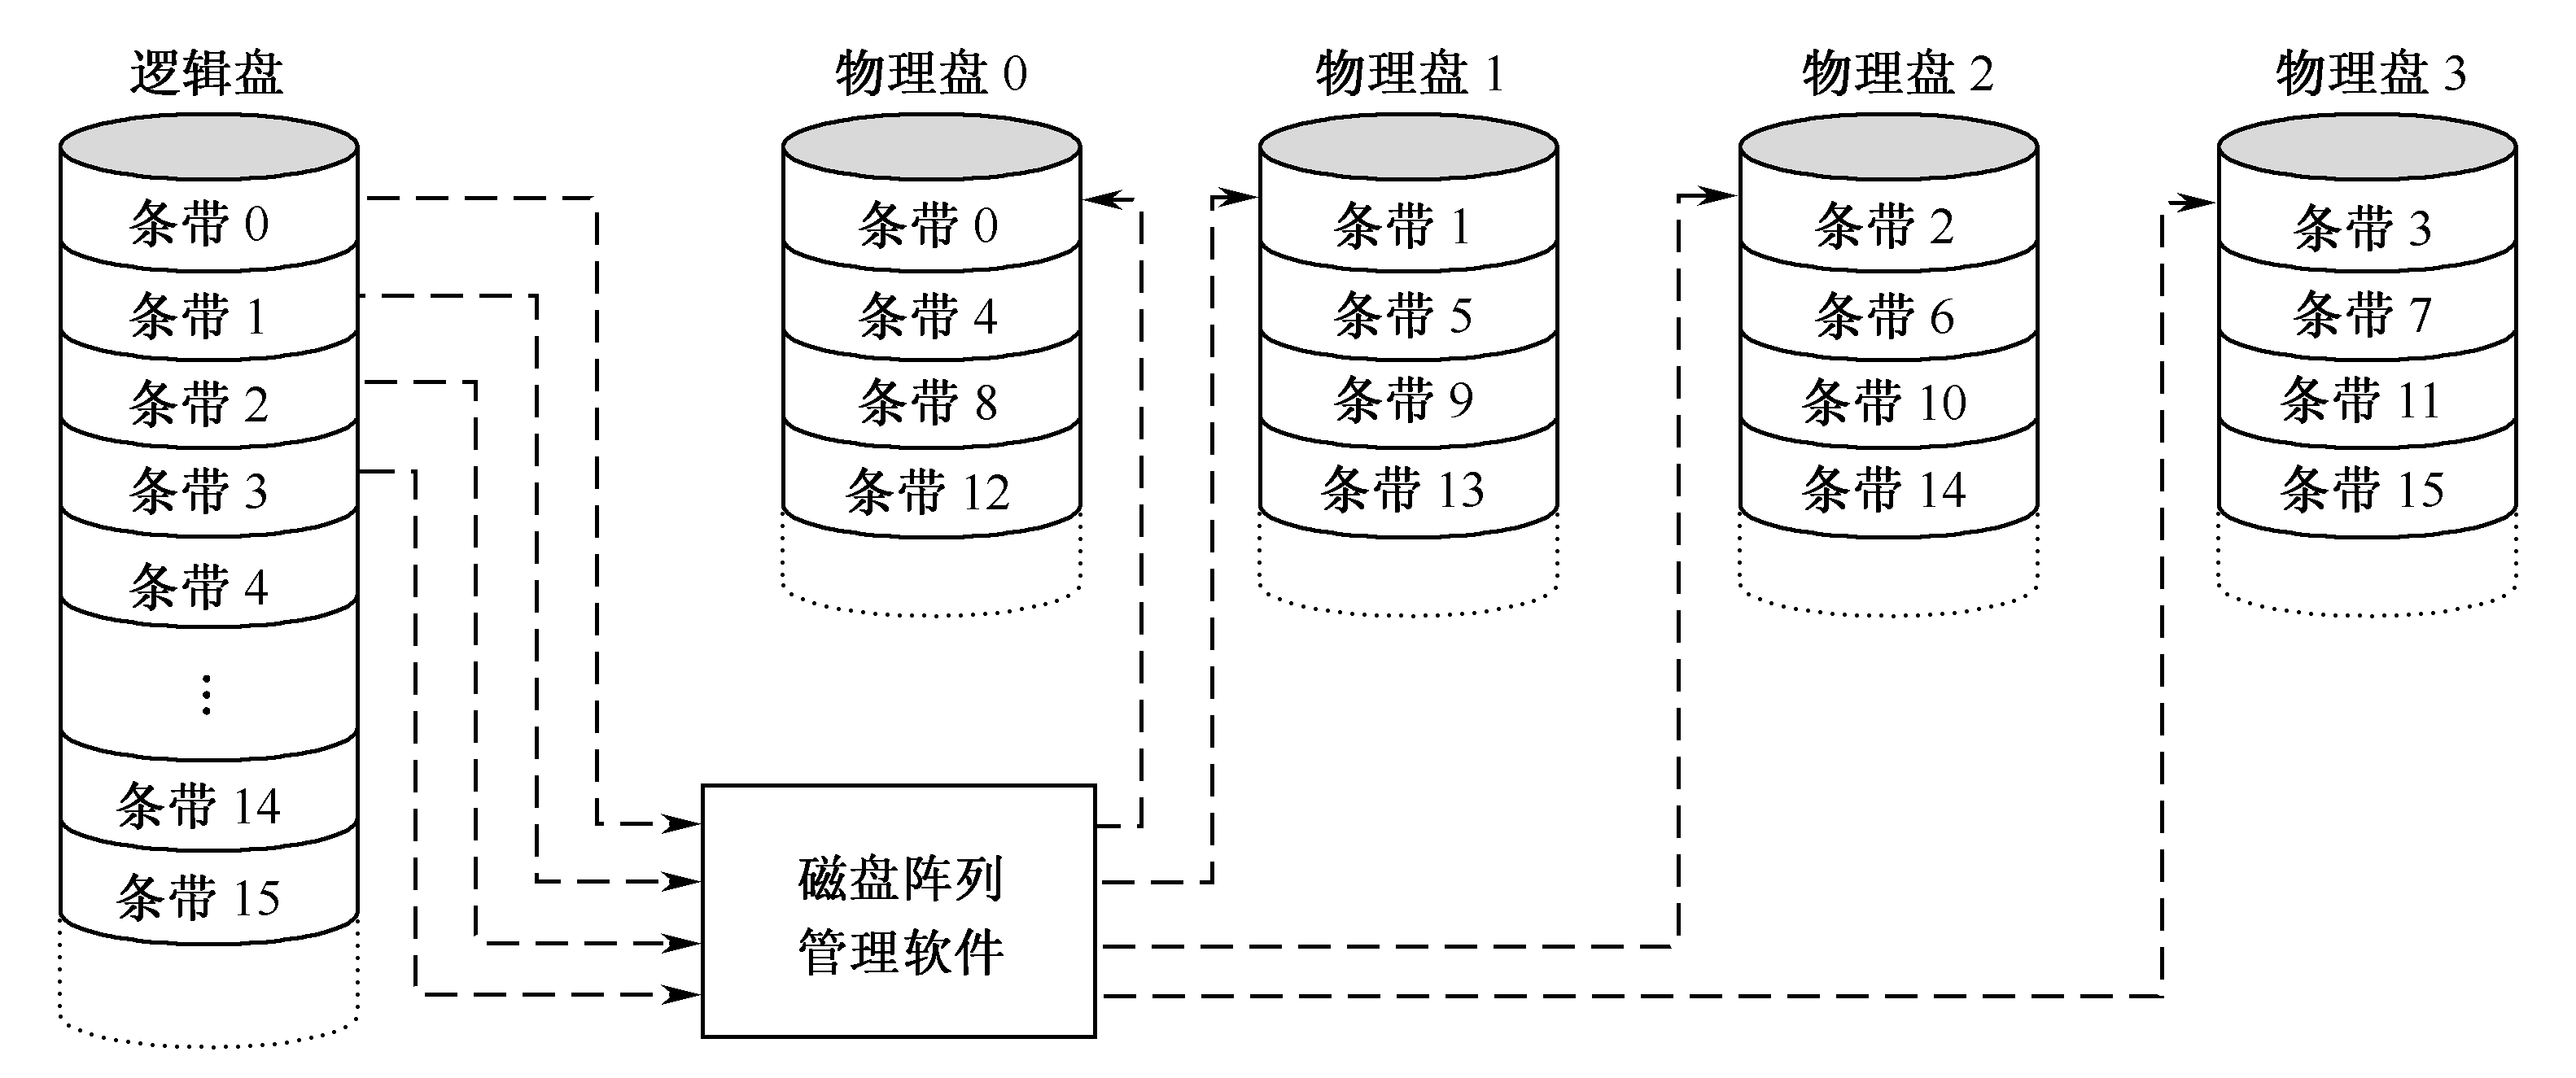 逻辑盘
条带 0
条带 1
条带 2
条带 3
条带 4
⋮
条带 14
条带 15
物理盘 0
条带 0
条带 4
条带 8
条带 12
物理盘 1
条带 1
条带 5
条带 9
条带 13
物理盘 2
条带 2
条带 6
条带 10
条带 14
物理盘 3
条带 3
条带 7
条带 11
条带 15
磁盘阵列
管理软件